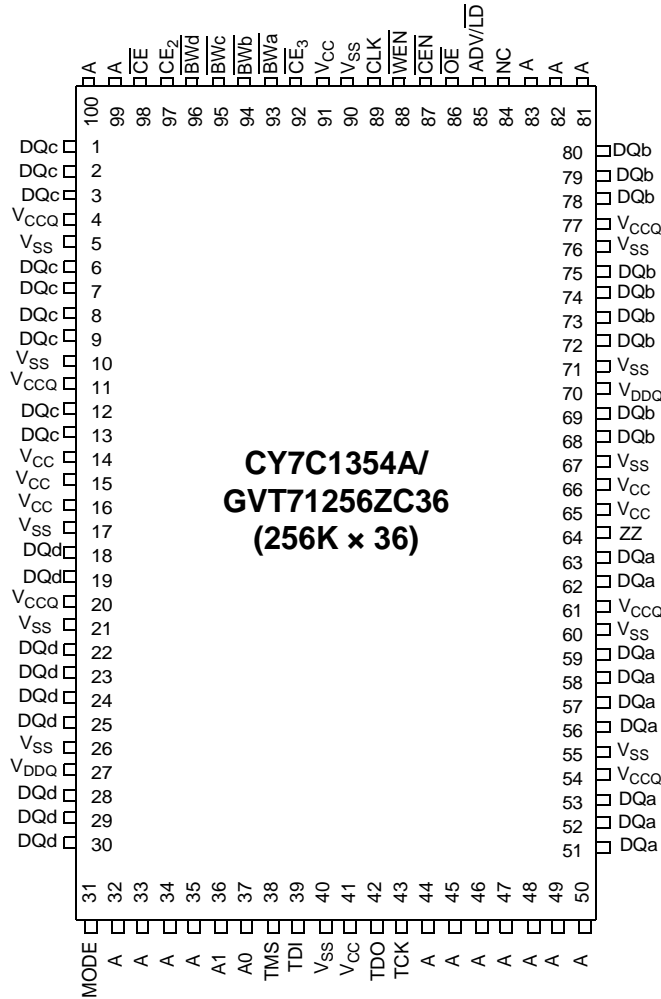 A
A
CE
CE2
BWd
BWc
BWb
BWa
CE3
VCC
VSS
CLK
WEN
CEN
OE
ADV/LD
NC
A
A
A
100
99
98
97
96
95
94
93
92
91
90
89
88
87
86
85
84
83
82
81
DQc 1
DQc 2
DQc 3
VCCQ 4
VSS 5
DQc 6
DQc 7
DQc 8
DQc 9
VSS 10
VCCQ 11
DQc 12
DQc 13
VCC 14
VCC 15
VCC 16
VSS 17
DQd 18
DQd 19
VCCQ 20
VSS 21
DQd 22
DQd 23
DQd 24
DQd 25
VSS 26
VDDQ 27
DQd 28
DQd 29
DQd 30
CY7C1354A/
GVT71256ZC36
(256K × 36)
80 DQb
79 DQb
78 DQb
77 VCCQ
76 VSS
75 DQb
74 DQb
73 DQb
72 DQb
71 VSS
70 VDDQ
69 DQb
68 DQb
67 VSS
66 VCC
65 VCC
64 ZZ
63 DQa
62 DQa
61 VCCQ
60 VSS
59 DQa
58 DQa
57 DQa
56 DQa
55 VSS
54 VCCQ
53 DQa
52 DQa
51 DQa
31
32
33
34
35
36
37
38
39
40
41
42
43
44
45
46
47
48
49
50
MODE
A
A
A
A
A1
A0
TMS
TDI
VSS
VCC
TDO
TCK
A
A
A
A
A
A
A